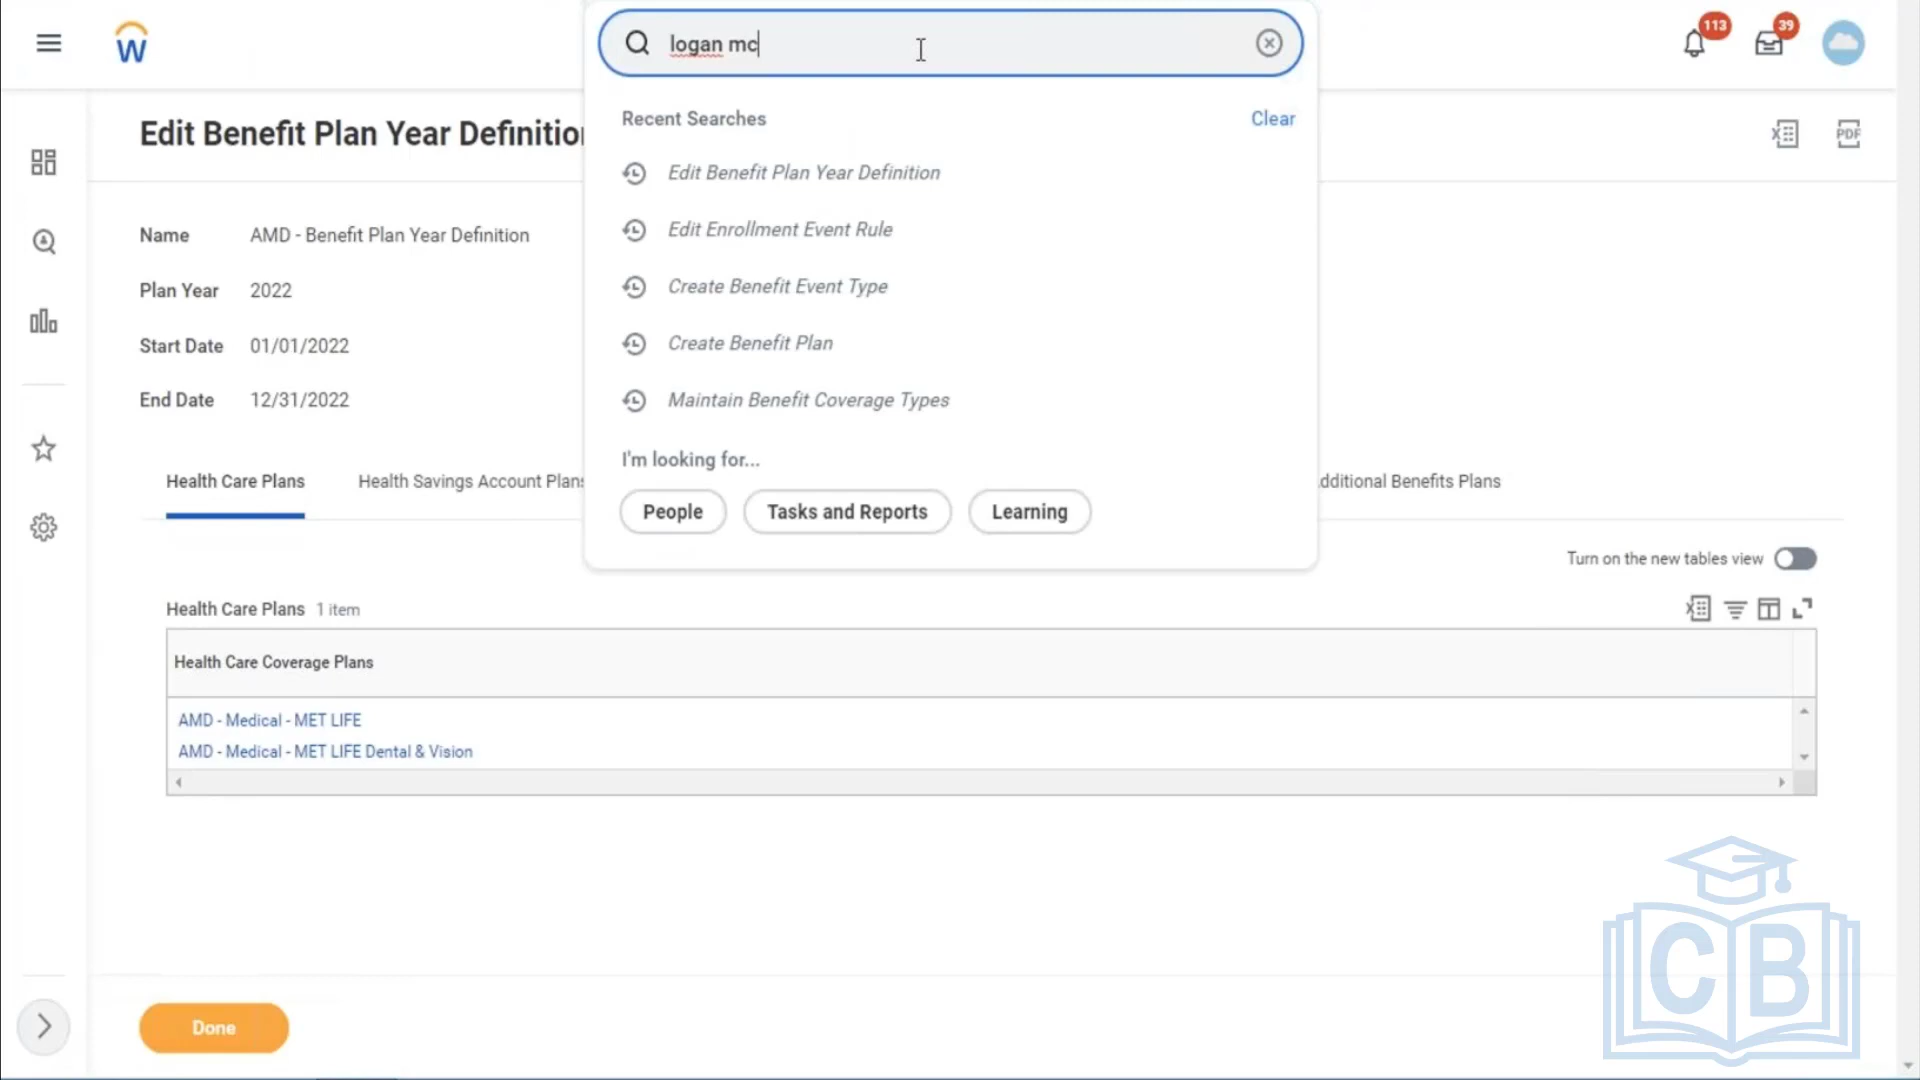 logan mc
113
39
Edit Benefit Plan Year Definition
PDF
Recent Searches
Clear
Edit Benefit Plan Year Definition
Edit Enrollment Event Rule
Create Benefit Event Type
Create Benefit Plan
Maintain Benefit Coverage Types
I'm looking for...
People
Tasks and Reports
Learning
Name AMD - Benefit Plan Year Definition
Plan Year 2022
Start Date 01/01/2022
End Date 12/31/2022
Health Care Plans
Health Savings Account Plans
dditional Benefits Plans
Turn on the new tables view
Health Care Plans 1 item
Health Care Coverage Plans
AMD - Medical - MET LIFE
AMD - Medical - MET LIFE Dental & Vision
Done
CB